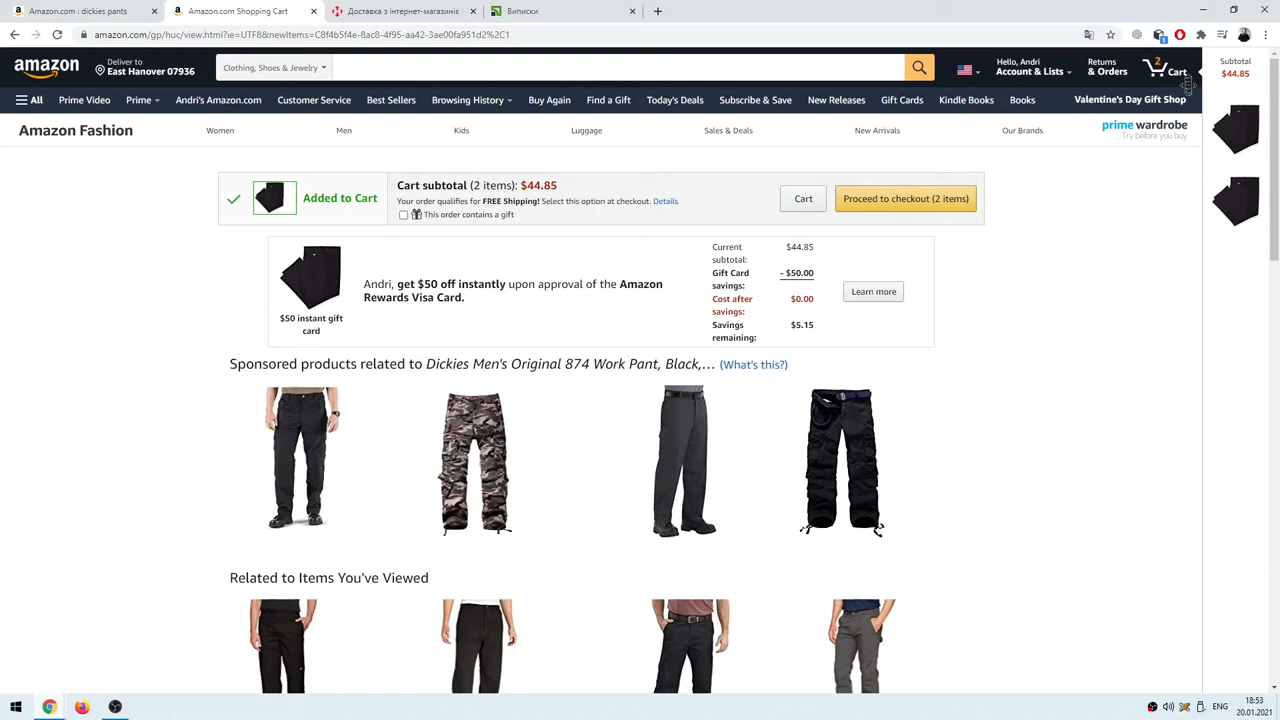 Amazon.com : dickies pants
Amazon.com Shopping Cart
Доставка з інтернет-магазинів
Виписки
amazon.com/gp/huc/view.html?ie=UTF8&newItems=C8f4b5f4e-8ac8-4f95-aa42-3ae00fa951d2%2C1
1
amazon
Deliver to
East Hanover 07936
Clothing, Shoes & Jewelry
Hello, Andri
Account & Lists
Returns
& Orders
2
Cart
Subtotal
$44.85
All
Prime Video
Prime
Andri's Amazon.com
Customer Service
Best Sellers
Browsing History
Buy Again
Find a Gift
Today's Deals
Subscribe & Save
New Releases
Gift Cards
Kindle Books
Books
Valentine's Day Gift Shop
Amazon Fashion
Women
Men
Kids
Luggage
Sales & Deals
New Arrivals
Our Brands
prime wardrobe
Try before you buy
Added to Cart
Cart subtotal (2 items): $44.85
Your order qualifies for FREE Shipping! Select this option at checkout. Details
This order contains a gift
Cart
Proceed to checkout (2 items)
$50 instant gift
card
Andri, get $50 off instantly upon approval of the Amazon
Rewards Visa Card.
Current
subtotal:
$44.85
Gift Card
savings:
- $50.00
Cost after
savings:
$0.00
Savings
remaining:
$5.15
Learn more
Sponsored products related to Dickies Men's Original 874 Work Pant, Black,… (What's this?)
Related to Items You've Viewed
ENG
18:53
20.01.2021